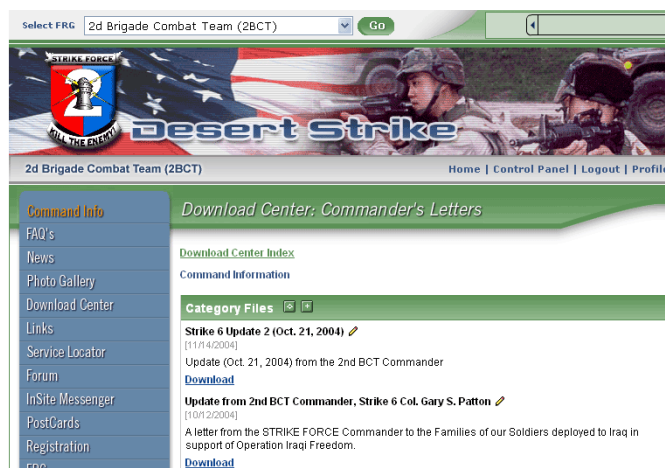 Select FRG 2d Brigade Combat Team (2BCT) Go
STRIKE FORCE
2
KILL THE ENEMY!
Desert Strike
2d Brigade Combat Team (2BCT) Home | Control Panel | Logout | Profile
Command Info
Download Center: Commander's Letters
FAQ's
News
Photo Gallery
Download Center
Links
Service Locator
Forum
InSite Messenger
PostCards
Registration
FRG
Download Center Index
Command Information
Category Files
Strike 6 Update 2 (Oct. 21, 2004)
[11/14/2004]
Update (Oct. 21, 2004) from the 2nd BCT Commander
Download
Update from 2nd BCT Commander, Strike 6 Col. Gary S. Patton
[10/12/2004]
A letter from the STRIKE FORCE Commander to the Families of our Soldiers deployed to Iraq in
support of Operation Iraqi Freedom.
Download